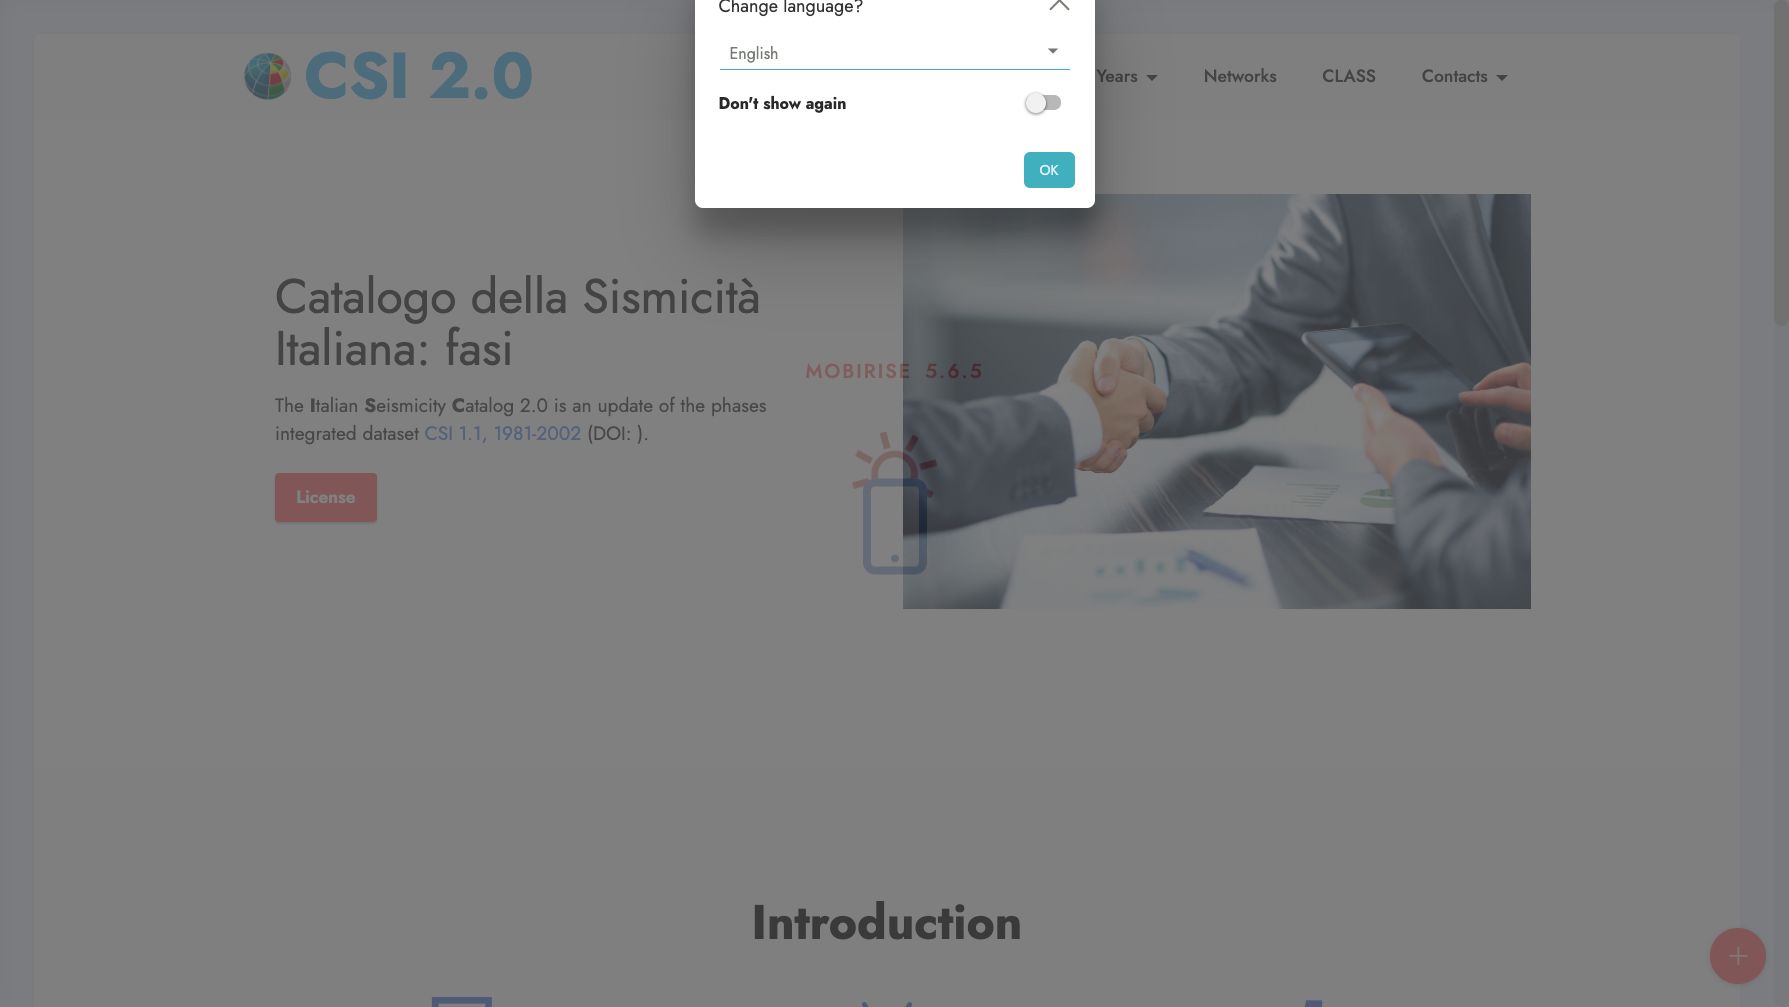 Change language?
English
Don't show again
OK
CSI 2.0
Years
Networks
CLASS
Contacts
Catalogo della Sismicità
Italiana: fasi
The Italian Seismicity Catalog 2.0 is an update of the phases
integrated dataset CSI 1.1, 1981-2002 (DOI: ).
License
MOBIRISE 5.6.5
Introduction